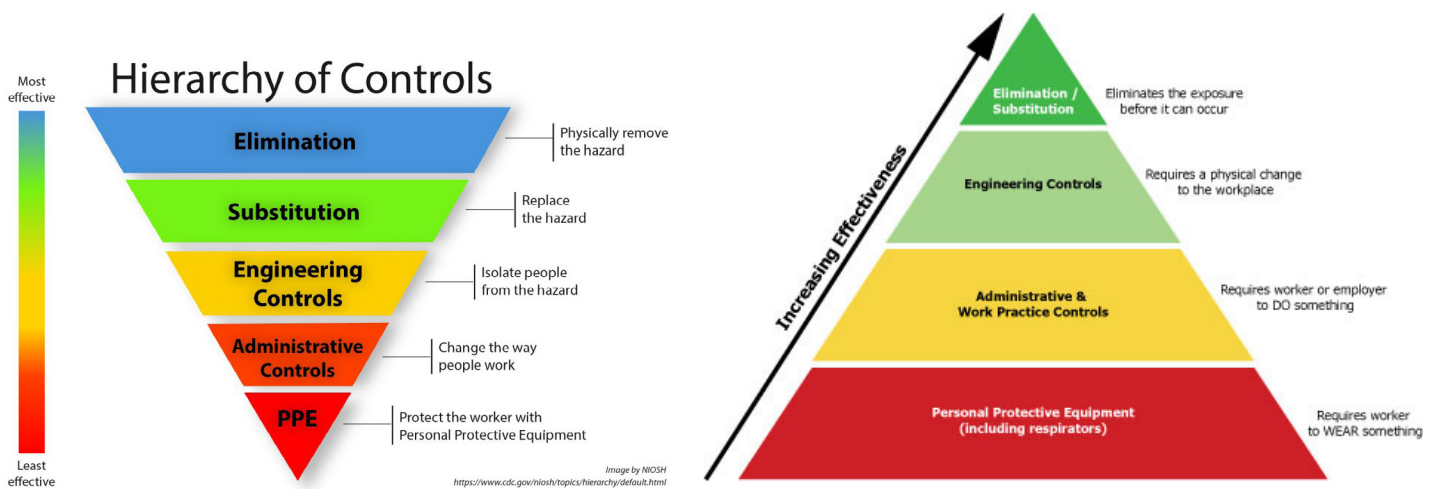 Hierarchy of Controls
Most
effective
Elimination
Physically remove
the hazard
Substitution
Replace
the hazard
Engineering
Controls
Isolate people
from the hazard
Administrative
Controls
Change the way
people work
PPE
Protect the worker with
Personal Protective Equipment
Least
effective
Image by NIOSH
https://www.cdc.gov/niosh/topics/hierarchy/default.html
Increasing Effectiveness
Elimination /
Substitution
Eliminates the exposure
before it can occur
Engineering Controls
Requires a physical change
to the workplace
Administrative &
Work Practice Controls
Requires worker or employer
to DO something
Personal Protective Equipment
(including respirators)
Requires worker
to WEAR something